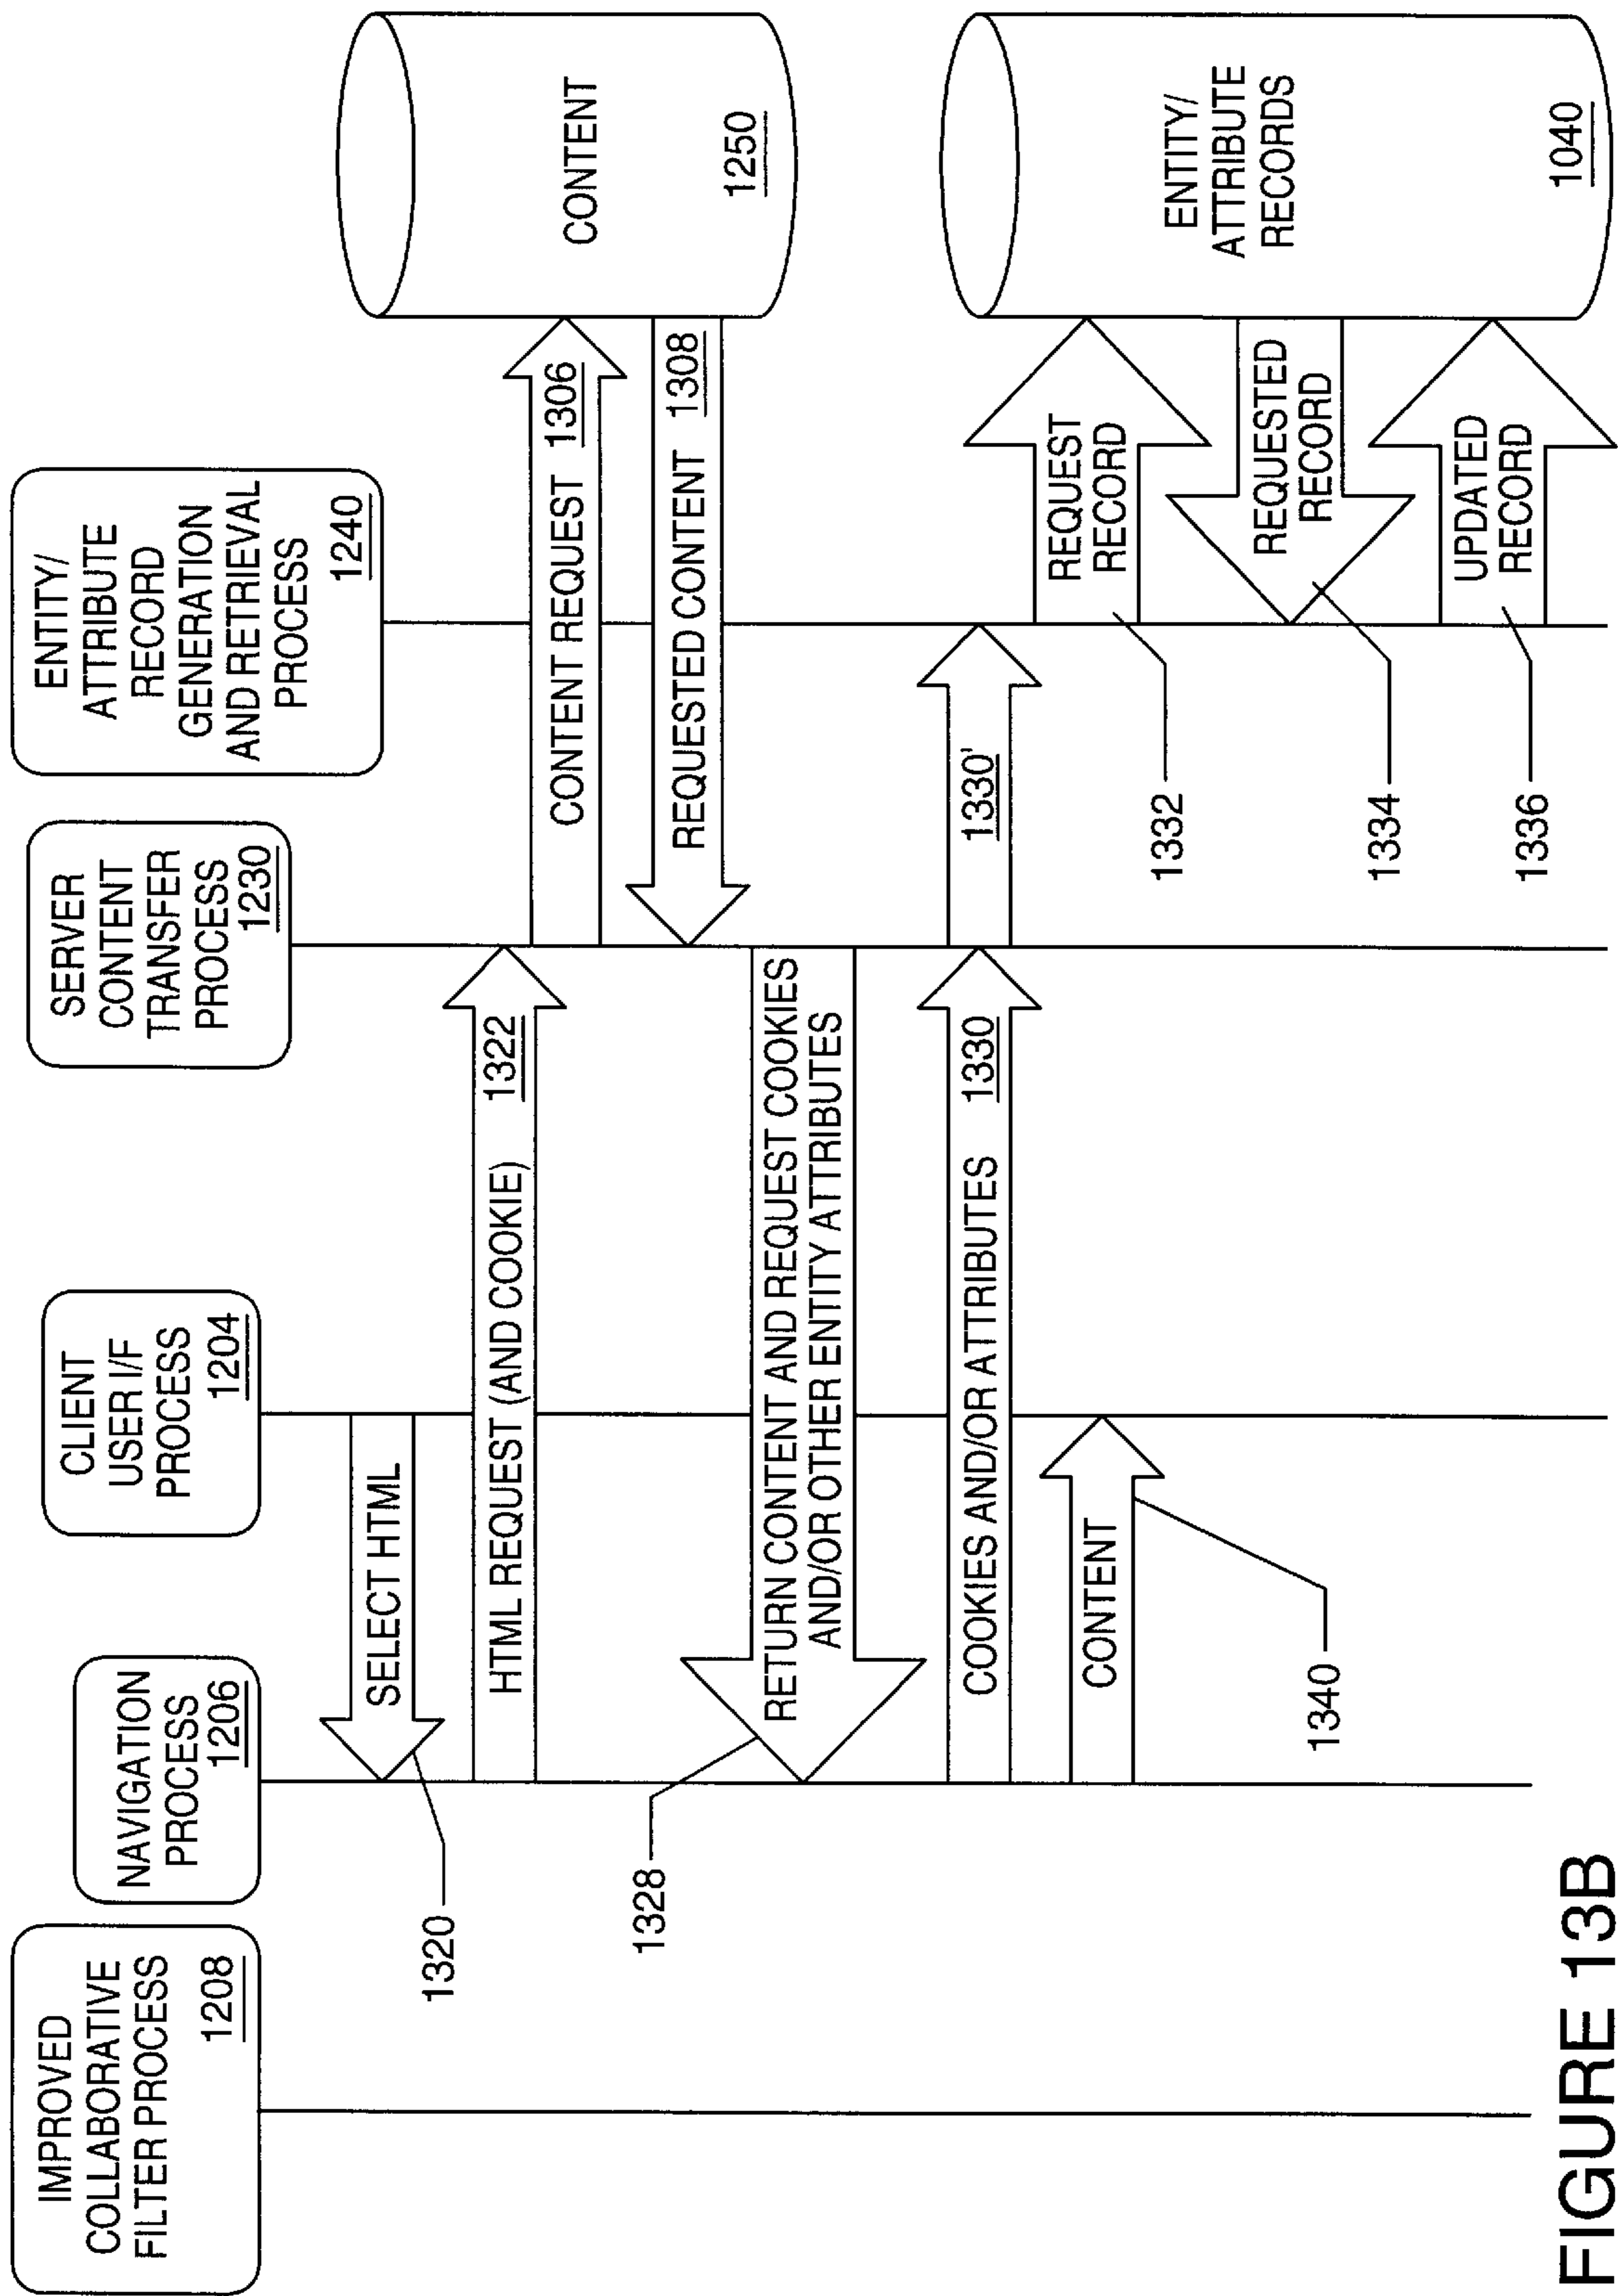 IMPROVED
COLLABORATIVE
FILTER PROCESS
1208
NAVIGATION
PROCESS
1206
CLIENT
USER I/F
PROCESS
1204
SERVER
CONTENT
TRANSFER
PROCESS
1230
ENTITY/
ATTRIBUTE
RECORD
GENERATION
AND RETRIEVAL
PROCESS
1240
SELECT HTML
1320
HTML REQUEST (AND COOKIE) 1322
CONTENT REQUEST 1306
REQUESTED CONTENT 1308
CONTENT
1250
RETURN CONTENT AND REQUEST COOKIES
AND/OR OTHER ENTITY ATTRIBUTES
1328
COOKIES AND/OR ATTRIBUTES 1330
1330'
CONTENT
1340
REQUEST
RECORD
1332
REQUESTED
RECORD
1334
UPDATED
RECORD
1336
ENTITY/
ATTRIBUTE
RECORDS
1040
FIGURE 13B